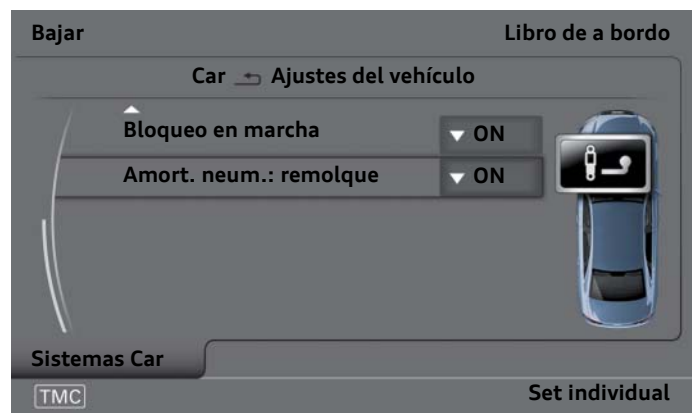 Bajar Libro de a bordo
Car Ajustes del vehículo
Bloqueo en marcha ON
Amort. neum.: remolque ON
Sistemas Car
TMC Set individual